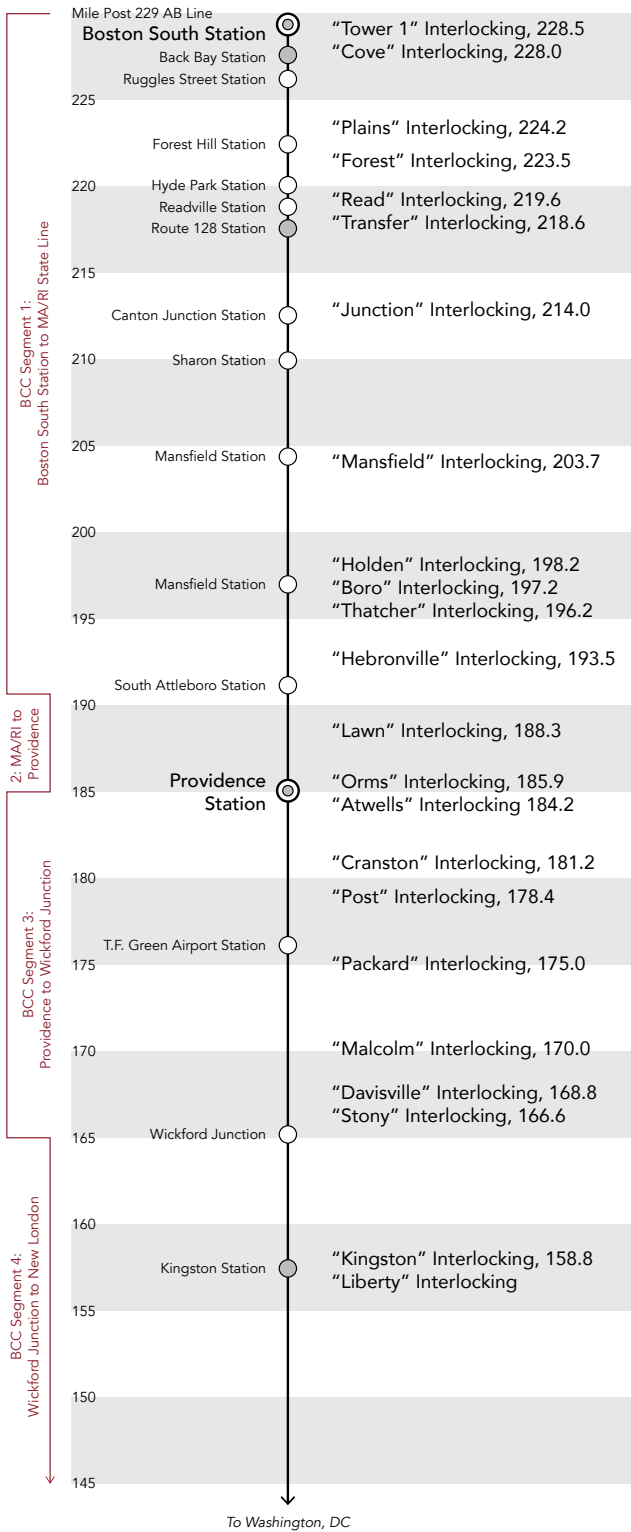 Mile Post 229 AB Line
Boston South Station
“Tower 1” Interlocking, 228.5
Back Bay Station
“Cove” Interlocking, 228.0
Ruggles Street Station
225
“Plains” Interlocking, 224.2
Forest Hill Station
“Forest” Interlocking, 223.5
Hyde Park Station
220
Readville Station
“Read” Interlocking, 219.6
Route 128 Station
“Transfer” Interlocking, 218.6
215
Canton Junction Station
“Junction” Interlocking, 214.0
210
Sharon Station
BCC Segment 1:
Boston South Station to MA/RI State Line
205
Mansfield Station
“Mansfield” Interlocking, 203.7
200
“Holden” Interlocking, 198.2
Mansfield Station
“Boro” Interlocking, 197.2
“Thatcher” Interlocking, 196.2
195
“Hebronville” Interlocking, 193.5
South Attleboro Station
190
2: MA/RI to
Providence
“Lawn” Interlocking, 188.3
Providence
Station
“Orms” Interlocking, 185.9
185
“Atwells” Interlocking 184.2
“Cranston” Interlocking, 181.2
180
“Post” Interlocking, 178.4
BCC Segment 3:
Providence to Wickford Junction
T.F. Green Airport Station
175
“Packard” Interlocking, 175.0
170
“Malcolm” Interlocking, 170.0
“Davisville” Interlocking, 168.8
“Stony” Interlocking, 166.6
Wickford Junction
165
160
BCC Segment 4:
Wickford Junction to New London
Kingston Station
“Kingston” Interlocking, 158.8
“Liberty” Interlocking
155
150
145
To Washington, DC